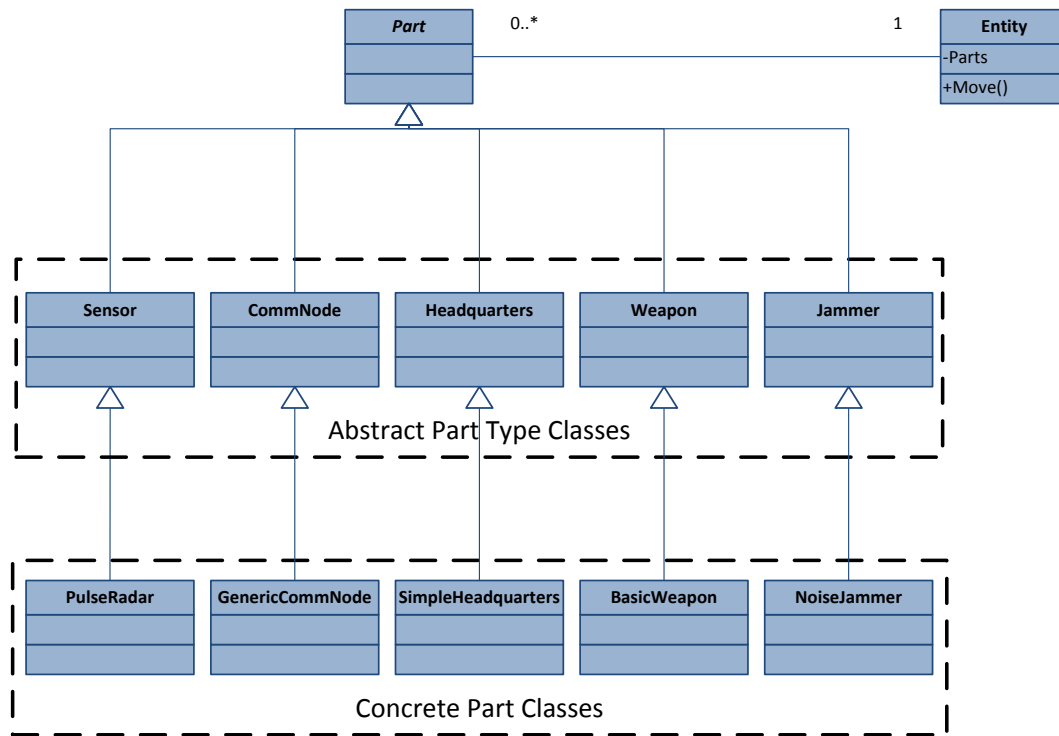 Part
0..*
1
Entity
-Parts
+Move()
Sensor
CommNode
Headquarters
Weapon
Jammer
Abstract Part Type Classes
PulseRadar
GenericCommNode
SimpleHeadquarters
BasicWeapon
NoiseJammer
Concrete Part Classes